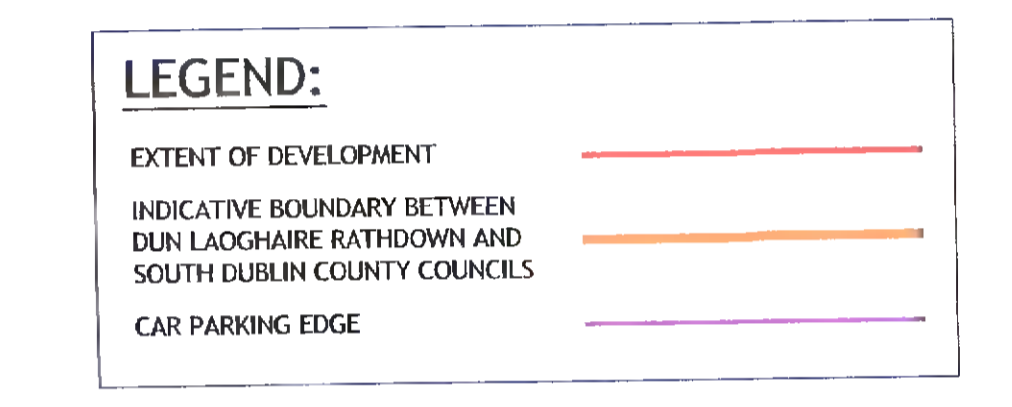 LEGEND:
EXTENT OF DEVELOPMENT
INDICATIVE BOUNDARY BETWEEN
DUN LAOGHAIRE RATHDOWN AND
SOUTH DUBLIN COUNTY COUNCILS
CAR PARKING EDGE